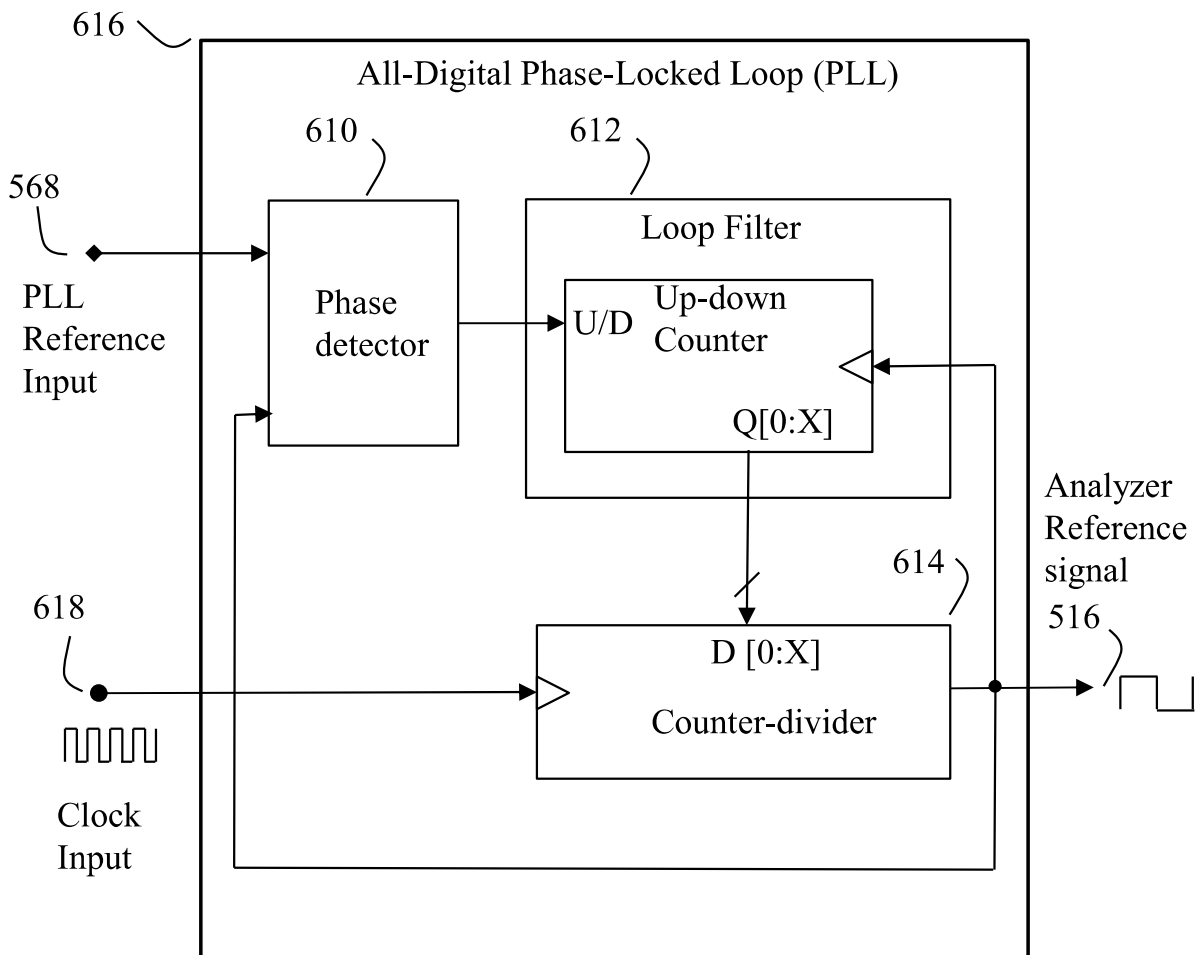 616
All-Digital Phase-Locked Loop (PLL)
610
612
568
Loop Filter
PLL
Reference
Input
Phase
detector
U/D
Up-down
Counter
Q[0:X]
Analyzer
Reference
signal
516
614
618
D [0:X]
Counter-divider
Clock
Input